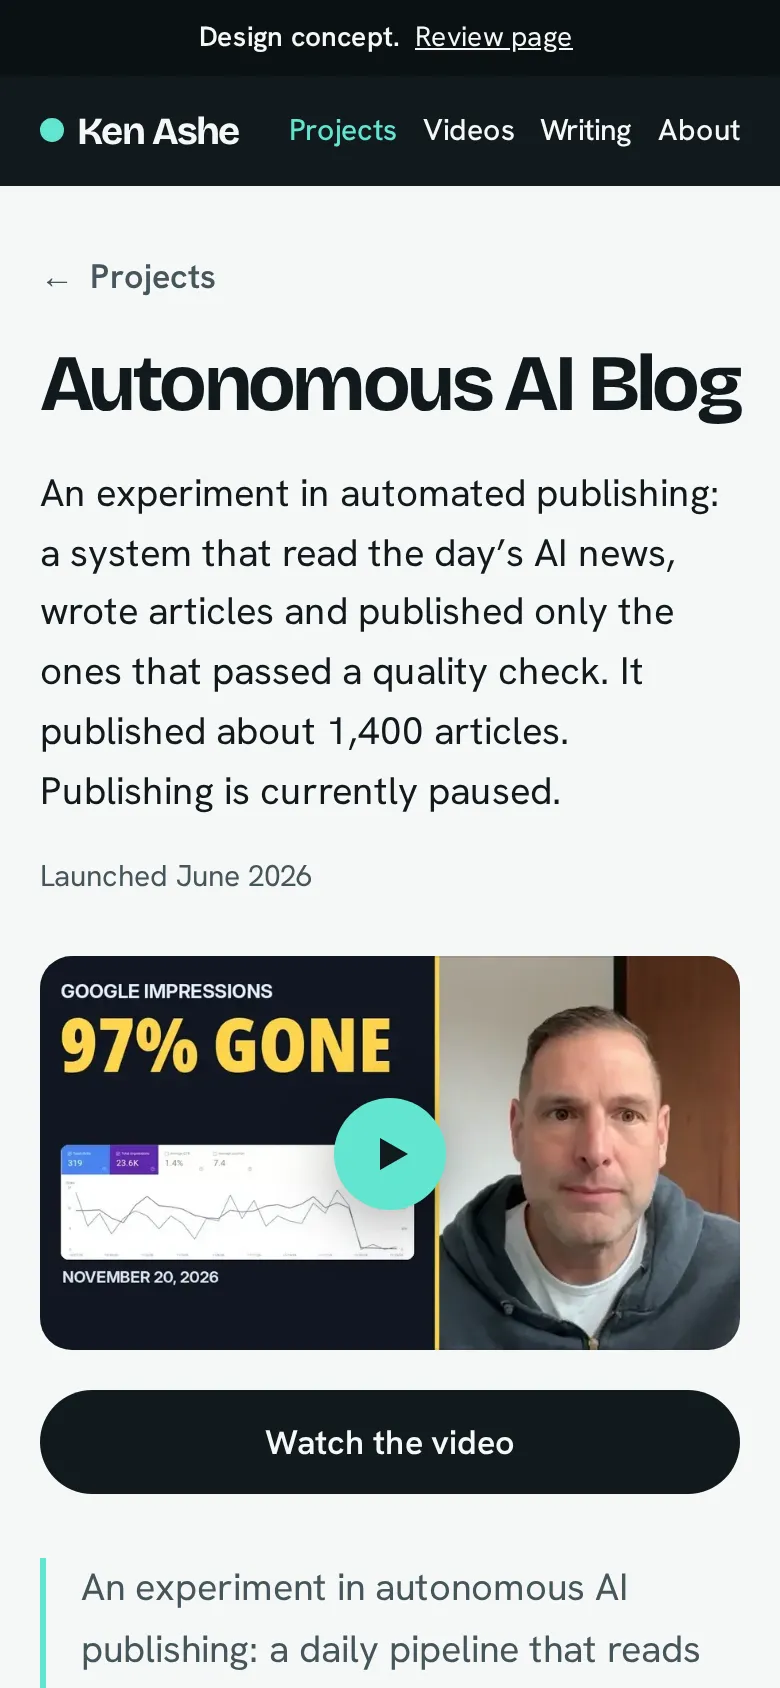 Design concept. Review page
Ken Ashe Projects Videos Writing About
← Projects
Autonomous AI Blog
An experiment in automated publishing:
a system that read the day’s AI news,
wrote articles and published only the
ones that passed a quality check. It
published about 1,400 articles.
Publishing is currently paused.
Launched June 2026
GOOGLE IMPRESSIONS
97% GONE
319 23.6K 1.4% 7.4
NOVEMBER 20, 2026
Watch the video
An experiment in autonomous AI
publishing: a daily pipeline that reads